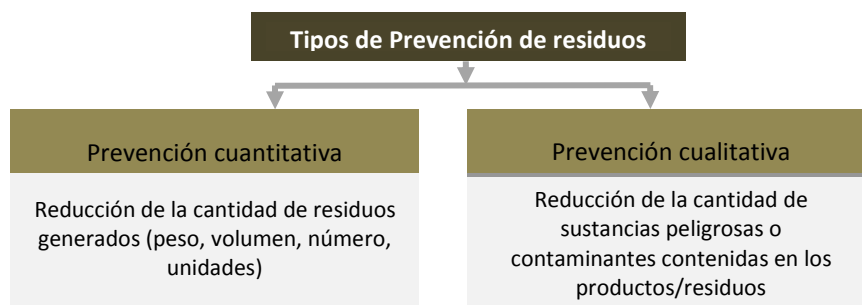 Tipos de Prevención de residuos
Prevención cuantitativa
Reducción de la cantidad de residuos
generados (peso, volumen, número,
unidades)
Prevención cualitativa
Reducción de la cantidad de
sustancias peligrosas o
contaminantes contenidas en los
productos/residuos